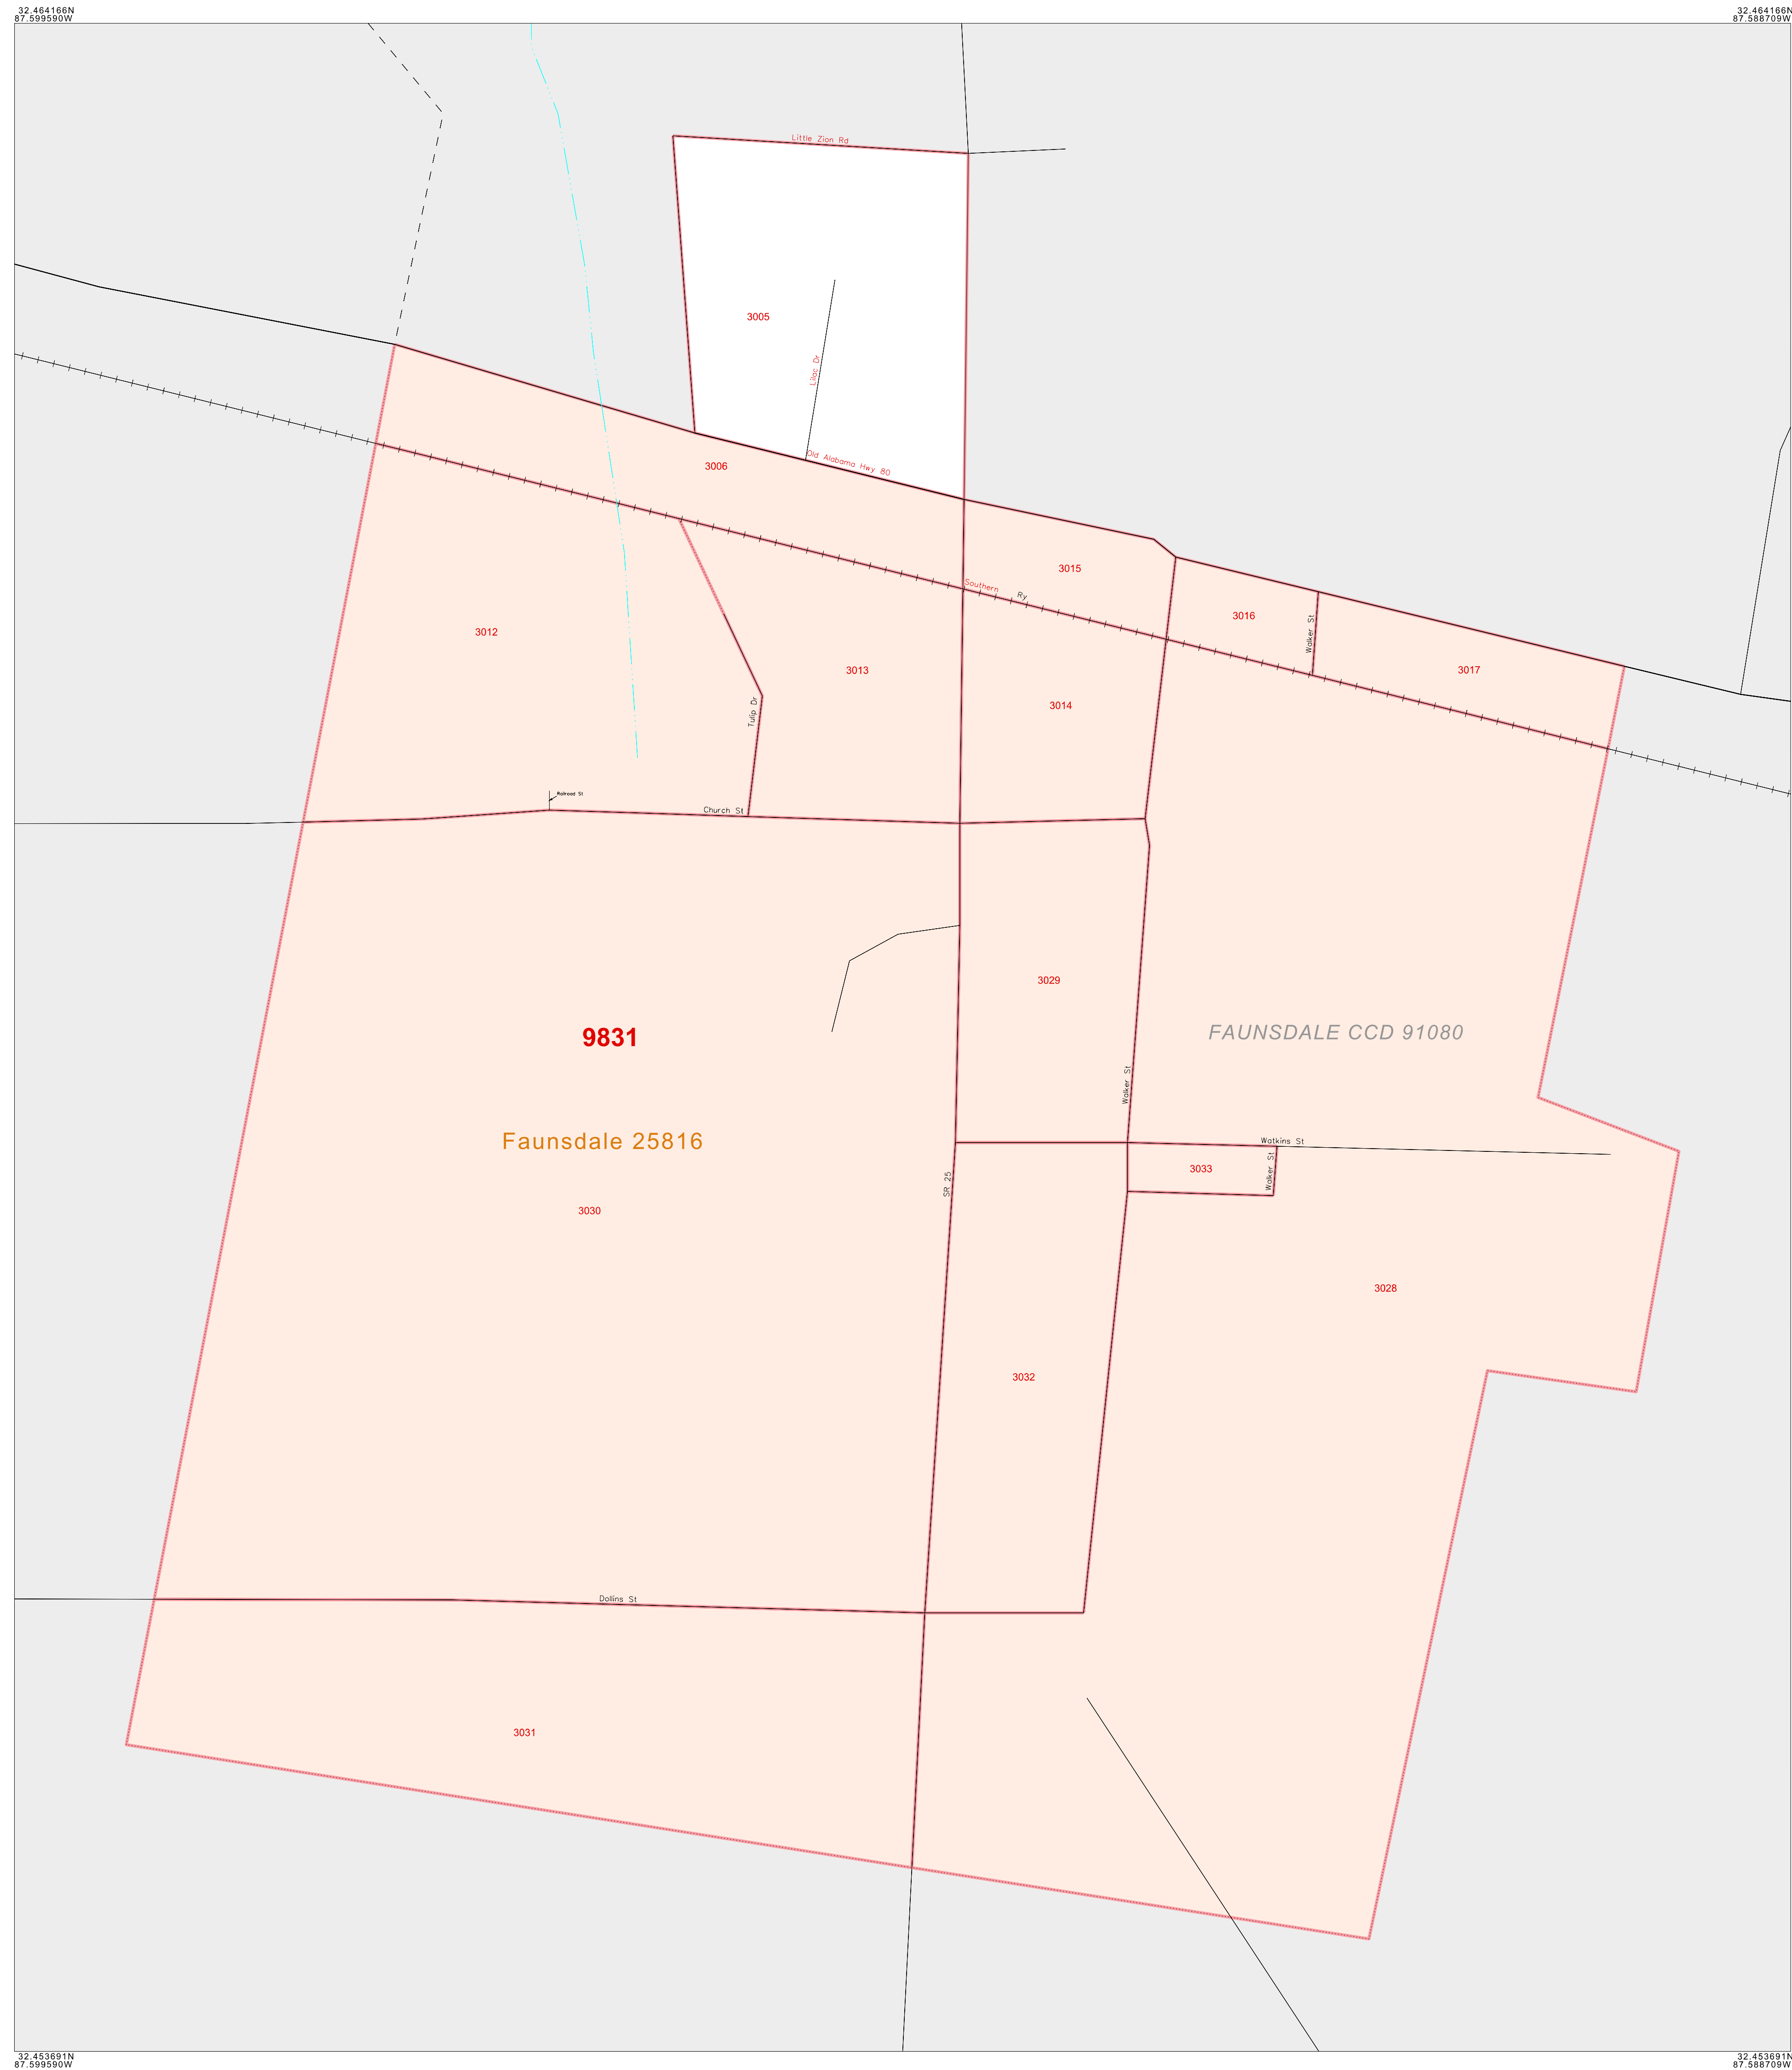 32.464166N
87.599590W
32.464166N
87.588709W
Little Zion Rd
3005
Lilac Dr
Old Alabama Hwy 80
3006
3015
Southern Ry
3016
Walker St
3012
3013
3017
3014
Tulip Dr
Railroad St
Church St
3029
9831
FAUNSDALE CCD 91080
Walker St
Faunsdale 25816
Watkins St
3033
Walker St
SR 25
3030
3028
3032
Dollins St
3031
32.453691N
87.599590W
32.453691N
87.588709W